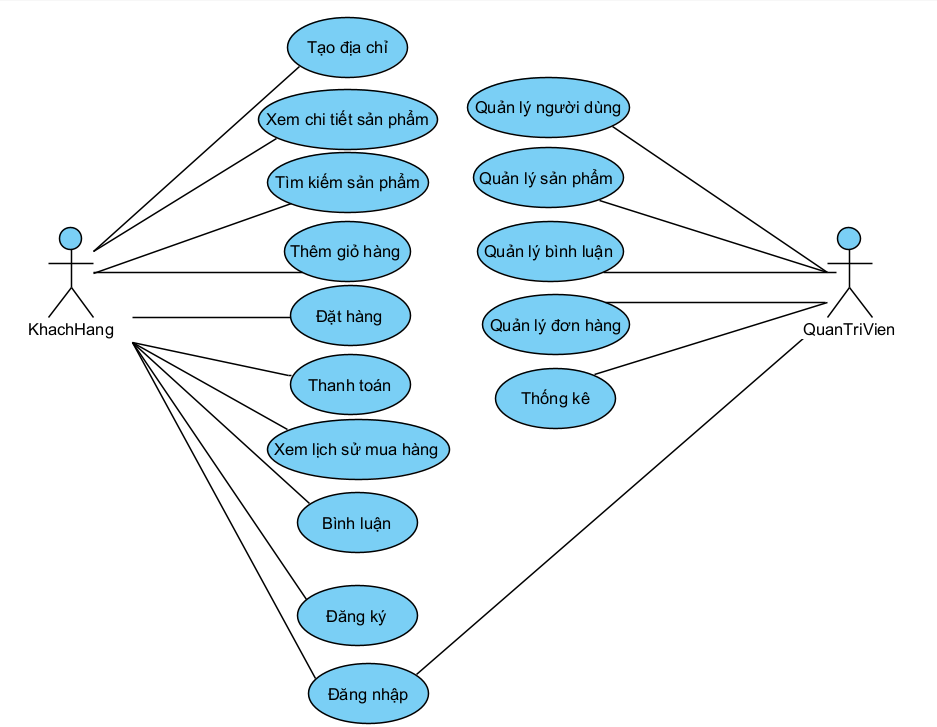 Tạo địa chỉ
Xem chi tiết sản phẩm
Tìm kiếm sản phẩm
Thêm giỏ hàng
Đặt hàng
Thanh toán
Xem lịch sử mua hàng
Bình luận
Đăng ký
Đăng nhập
KhachHang
Quản lý người dùng
Quản lý sản phẩm
Quản lý bình luận
Quản lý đơn hàng
Thống kê
QuanTriVien